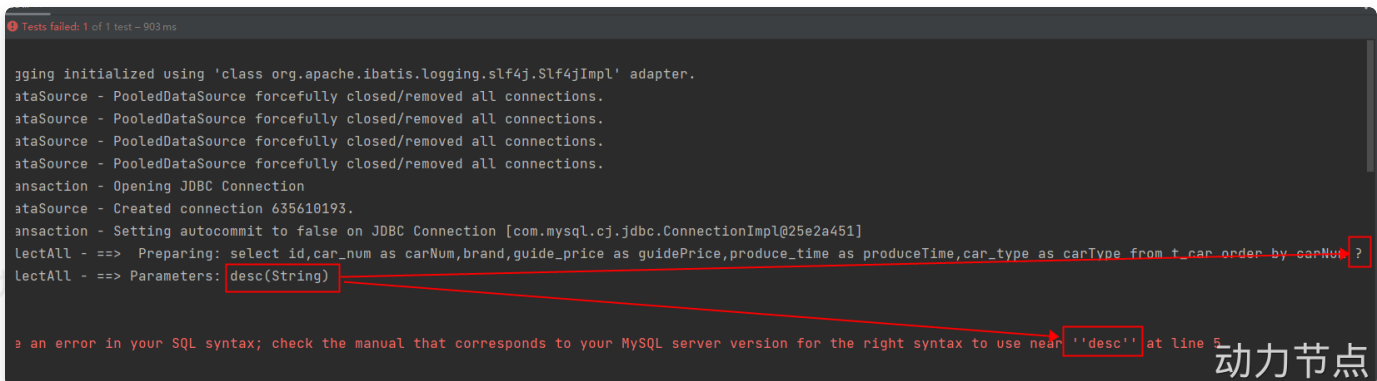 Tests failed: 1 of 1 test – 903 ms
gging initialized using 'class org.apache.ibatis.logging.slf4j.Slf4jImpl' adapter.
ataSource - PooledDataSource forcefully closed/removed all connections.
ataSource - PooledDataSource forcefully closed/removed all connections.
ataSource - PooledDataSource forcefully closed/removed all connections.
ataSource - PooledDataSource forcefully closed/removed all connections.
ansaction - Opening JDBC Connection
ataSource - Created connection 635610193.
ansaction - Setting autocommit to false on JDBC Connection [com.mysql.cj.jdbc.ConnectionImpl@25e2a451]
lectAll - ==>  Preparing: select id,car_num as carNum,brand,guide_price as guidePrice,produce_time as produceTime,car_type as carType from t_car order by carNum ?
lectAll - ==> Parameters: desc(String)
e an error in your SQL syntax; check the manual that corresponds to your MySQL server version for the right syntax to use near ''desc'' at line 5
动力节点